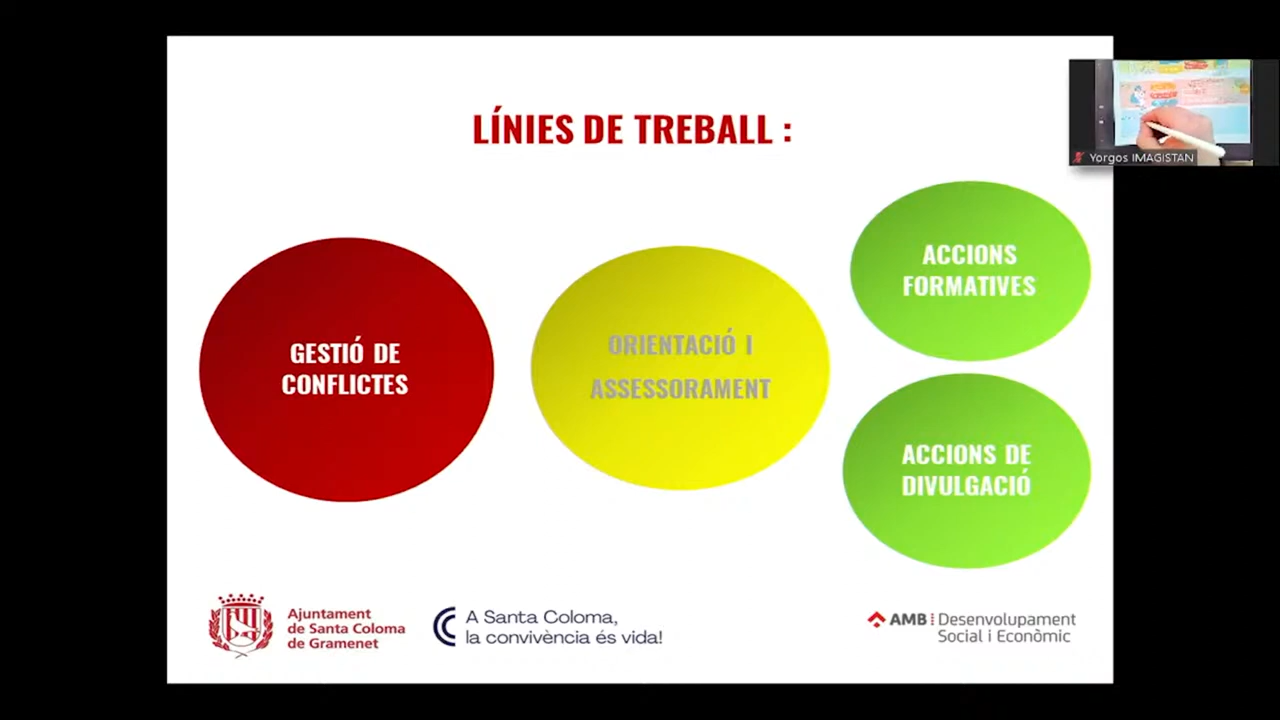 LÍNIES DE TREBALL :
GESTIÓ DE
CONFLICTES
ORIENTACIÓ I
ASSESSORAMENT
ACCIONS
FORMATIVES
ACCIONS DE
DIVULGACIÓ
Ajuntament
de Santa Coloma
de Gramenet
A Santa Coloma,
la convivència és vida!
AMB Desenvolupament
Social i Econòmic
Yorgos IMAGISTAN